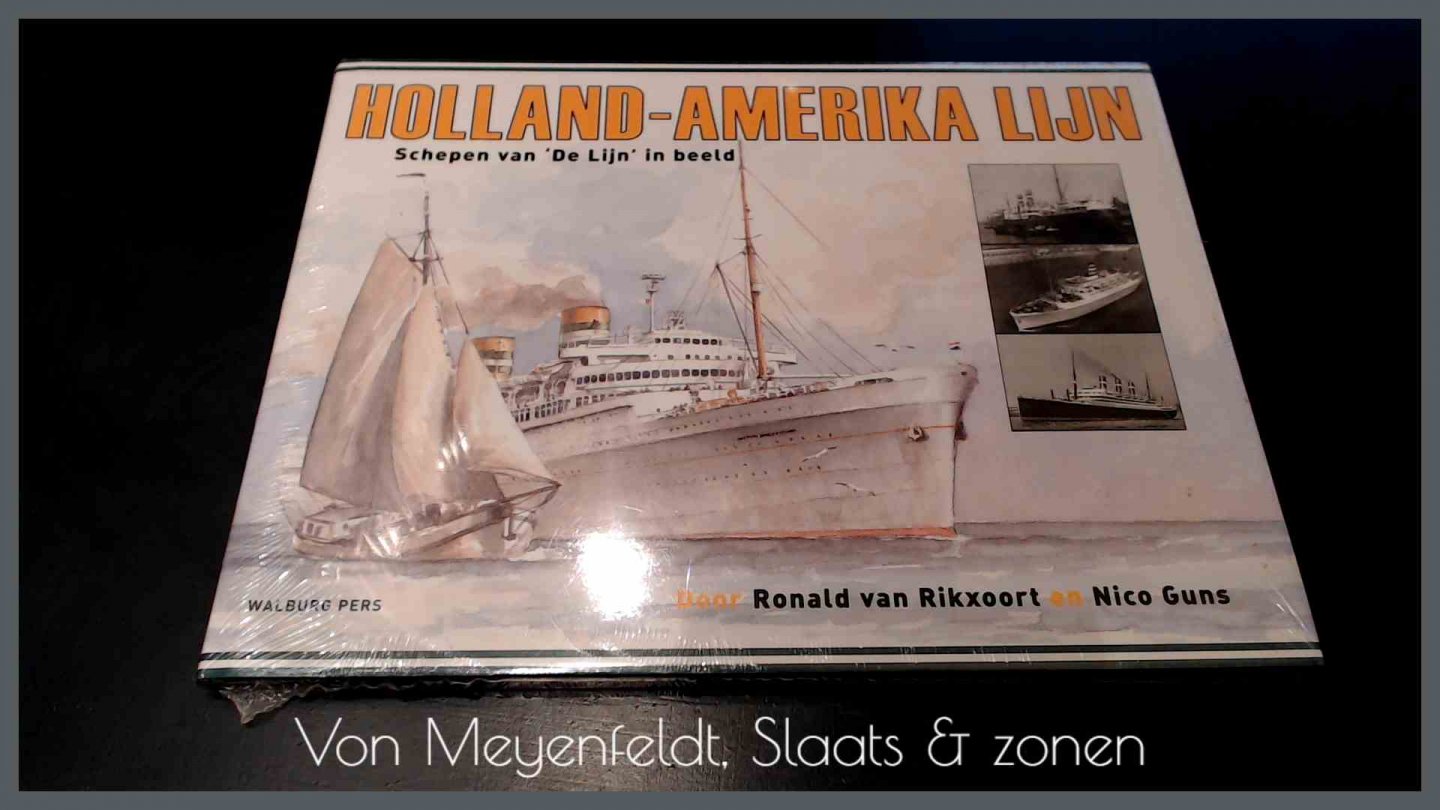 HOLLAND-AMERIKA LIJN
Schepen van 'De Lijn' in beeld
WALBURG PERS
Door Ronald van Rikxoort en Nico Guns
Von Meyenfeldt, Slaats & zonen